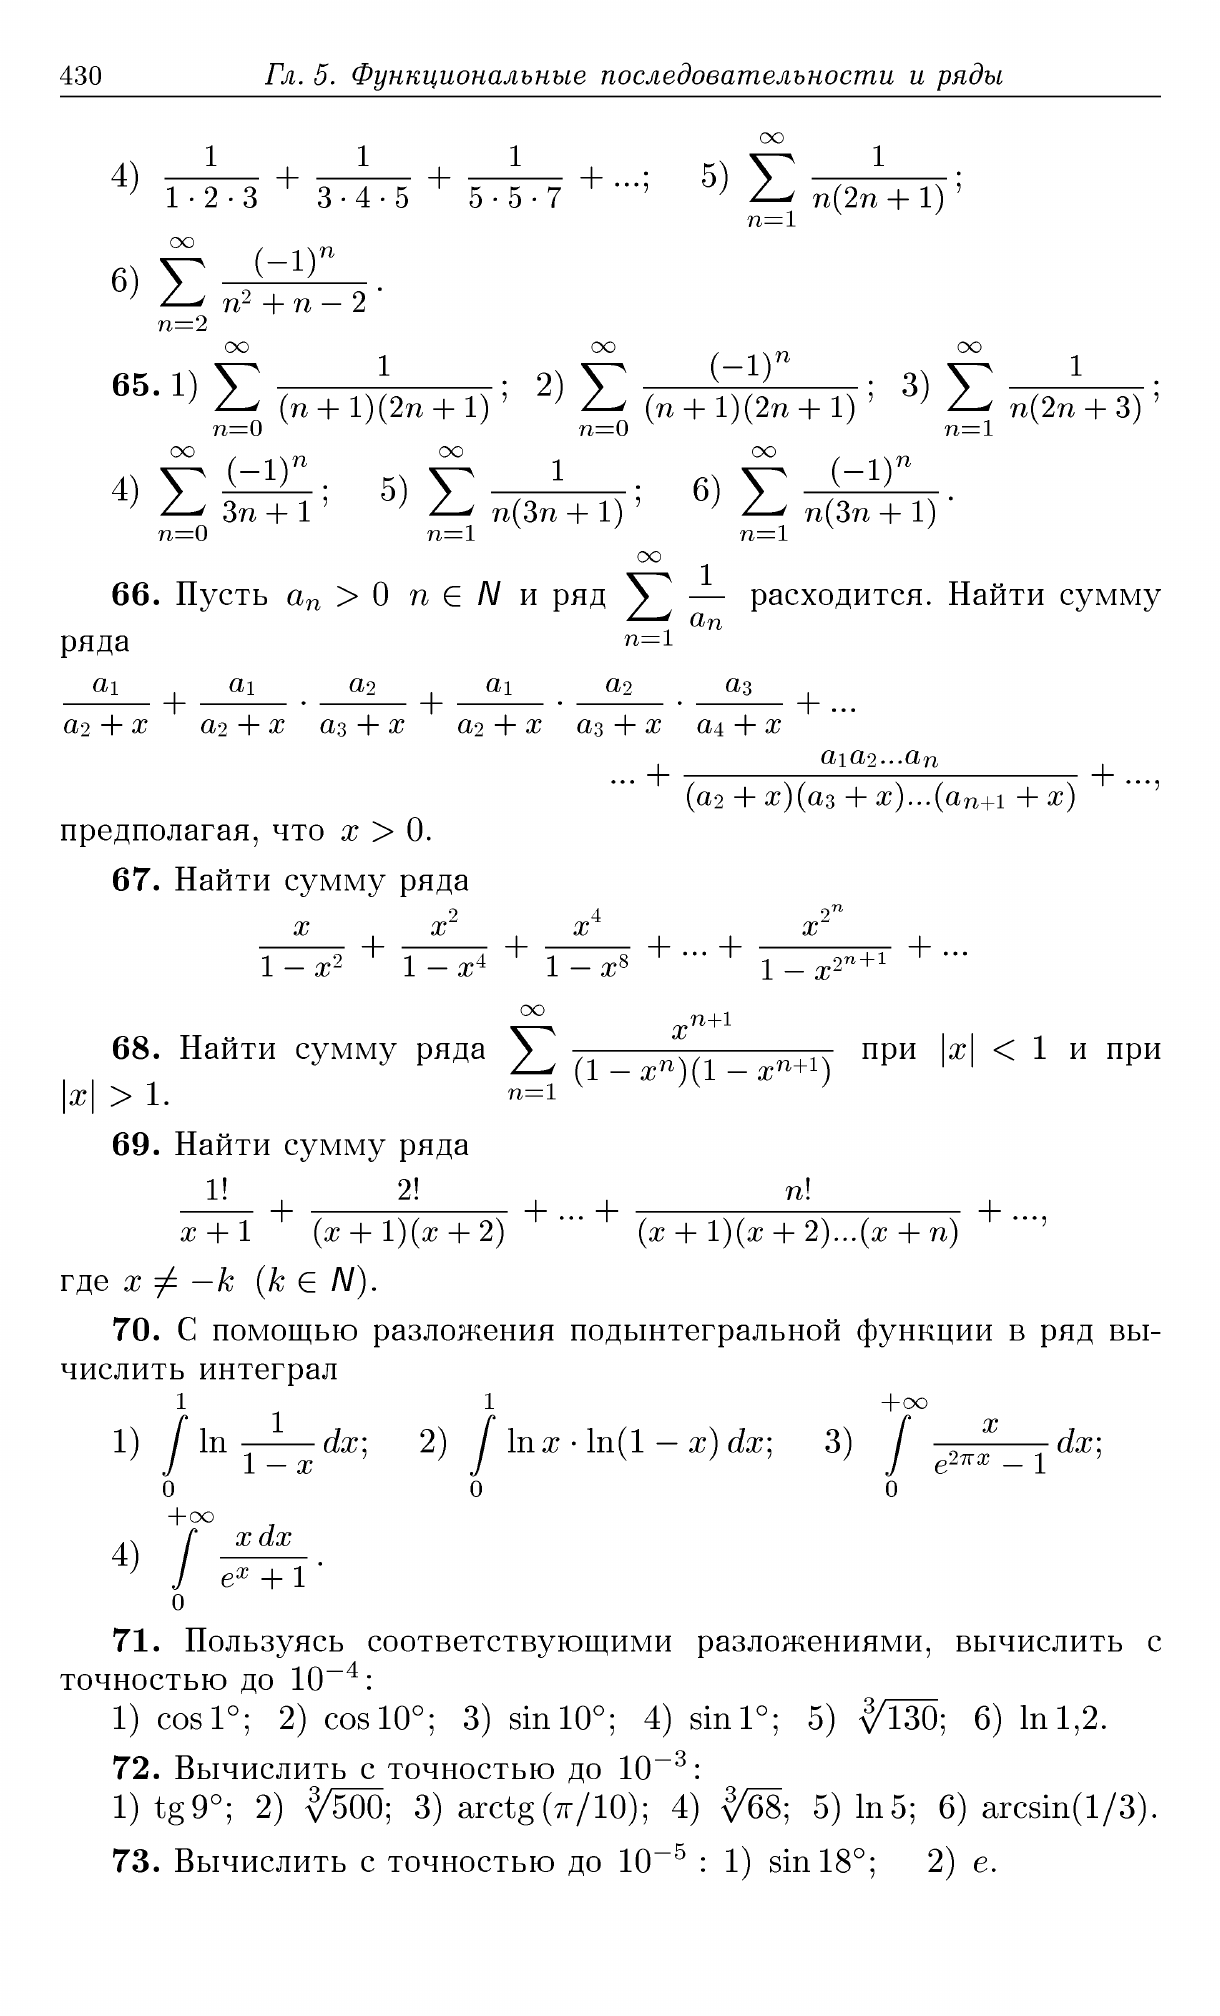 430 Гл. 5. Функциональные последовательности и ряды
4) \frac{1}{1 \cdot 2 \cdot 3} + \frac{1}{3 \cdot 4 \cdot 5} + \frac{1}{5 \cdot 5 \cdot 7} + ...; 5) \sum_{n=1}^{\infty} \frac{1}{n(2n + 1)};
6) \sum_{n=2}^{\infty} \frac{(-1)^n}{n^2 + n - 2}.
65. 1) \sum_{n=0}^{\infty} \frac{1}{(n + 1)(2n + 1)}; 2) \sum_{n=0}^{\infty} \frac{(-1)^n}{(n + 1)(2n + 1)}; 3) \sum_{n=1}^{\infty} \frac{1}{n(2n + 3)};
4) \sum_{n=0}^{\infty} \frac{(-1)^n}{3n + 1}; 5) \sum_{n=1}^{\infty} \frac{1}{n(3n + 1)}; 6) \sum_{n=1}^{\infty} \frac{(-1)^n}{n(3n + 1)}.
66. Пусть a_n > 0 n ∈ N и ряд \sum_{n=1}^{\infty} \frac{1}{a_n} расходится. Найти сумму
ряда
\frac{a_1}{a_2 + x} + \frac{a_1}{a_2 + x} \cdot \frac{a_2}{a_3 + x} + \frac{a_1}{a_2 + x} \cdot \frac{a_2}{a_3 + x} \cdot \frac{a_3}{a_4 + x} + ...
... + \frac{a_1 a_2 ... a_n}{(a_2 + x)(a_3 + x)...(a_{n+1} + x)} + ...,
предполагая, что x > 0.
67. Найти сумму ряда
\frac{x}{1 - x^2} + \frac{x^2}{1 - x^4} + \frac{x^4}{1 - x^8} + ... + \frac{x^{2^n}}{1 - x^{2^{n+1}}} + ...
68. Найти сумму ряда \sum_{n=1}^{\infty} \frac{x^{n+1}}{(1 - x^n)(1 - x^{n+1})} при |x| < 1 и при
|x| > 1.
69. Найти сумму ряда
\frac{1!}{x + 1} + \frac{2!}{(x + 1)(x + 2)} + ... + \frac{n!}{(x + 1)(x + 2)...(x + n)} + ...,
где x ≠ -k (k ∈ N).
70. С помощью разложения подынтегральной функции в ряд вы-
числить интеграл
1) \int_0^1 \ln \frac{1}{1 - x} dx; 2) \int_0^1 \ln x \cdot \ln(1 - x) dx; 3) \int_0^{+\infty} \frac{x}{e^{2\pi x} - 1} dx;
4) \int_0^{+\infty} \frac{x dx}{e^x + 1}.
71. Пользуясь соответствующими разложениями, вычислить с
точностью до 10^{-4}:
1) cos 1°; 2) cos 10°; 3) sin 10°; 4) sin 1°; 5) \sqrt[3]{130}; 6) ln 1,2.
72. Вычислить с точностью до 10^{-3}:
1) tg 9°; 2) \sqrt[3]{500}; 3) arctg (π/10); 4) \sqrt[3]{68}; 5) ln 5; 6) arcsin(1/3).
73. Вычислить с точностью до 10^{-5} : 1) sin 18°; 2) e.